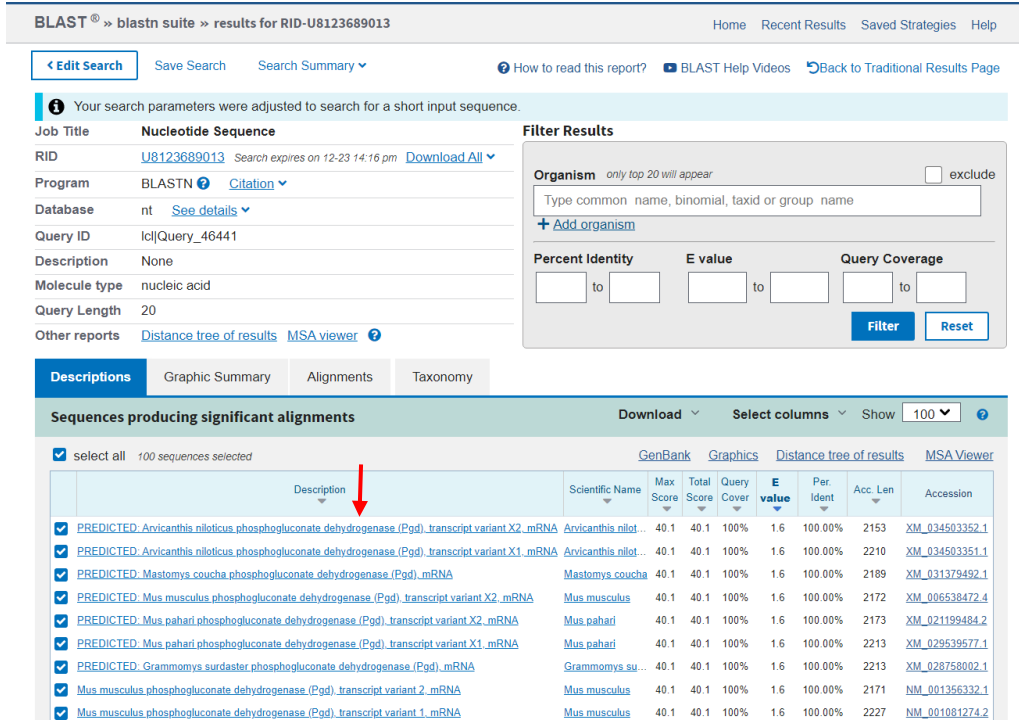 BLAST ® » blastn suite » results for RID-U8123689013
Home Recent Results Saved Strategies Help
< Edit Search Save Search Search Summary
How to read this report? BLAST Help Videos Back to Traditional Results Page
Your search parameters were adjusted to search for a short input sequence.
Job Title Nucleotide Sequence
RID U8123689013 Search expires on 12-23 14:16 pm Download All
Program BLASTN Citation
Database nt See details
Query ID lcl|Query_46441
Description None
Molecule type nucleic acid
Query Length 20
Other reports Distance tree of results MSA viewer
Filter Results
Organism only top 20 will appear exclude
Type common name, binomial, taxid or group name
+ Add organism
Percent Identity E value Query Coverage
to to to
Filter Reset
Descriptions Graphic Summary Alignments Taxonomy
Sequences producing significant alignments Download Select columns Show 100
select all 100 sequences selected GenBank Graphics Distance tree of results MSA Viewer
Description Scientific Name Max Score Total Score Query Cover E value Per. Ident Acc. Len Accession
PREDICTED: Arvicanthis niloticus phosphogluconate dehydrogenase (Pgd), transcript variant X2, mRNA Arvicanthis nilot... 40.1 40.1 100% 1.6 100.00% 2153 XM_034503352.1
PREDICTED: Arvicanthis niloticus phosphogluconate dehydrogenase (Pgd), transcript variant X1, mRNA Arvicanthis nilot... 40.1 40.1 100% 1.6 100.00% 2210 XM_034503351.1
PREDICTED: Mastomys coucha phosphogluconate dehydrogenase (Pgd), mRNA Mastomys coucha 40.1 40.1 100% 1.6 100.00% 2189 XM_031379492.1
PREDICTED: Mus musculus phosphogluconate dehydrogenase (Pgd), transcript variant X2, mRNA Mus musculus 40.1 40.1 100% 1.6 100.00% 2172 XM_006538472.4
PREDICTED: Mus pahari phosphogluconate dehydrogenase (Pgd), transcript variant X2, mRNA Mus pahari 40.1 40.1 100% 1.6 100.00% 2173 XM_021199484.2
PREDICTED: Mus pahari phosphogluconate dehydrogenase (Pgd), transcript variant X1, mRNA Mus pahari 40.1 40.1 100% 1.6 100.00% 2213 XM_029539577.1
PREDICTED: Grammomys surdaster phosphogluconate dehydrogenase (Pgd), mRNA Grammomys su... 40.1 40.1 100% 1.6 100.00% 2213 XM_028758002.1
Mus musculus phosphogluconate dehydrogenase (Pgd), transcript variant 2, mRNA Mus musculus 40.1 40.1 100% 1.6 100.00% 2171 NM_001356332.1
Mus musculus phosphogluconate dehydrogenase (Pgd), transcript variant 1, mRNA Mus musculus 40.1 40.1 100% 1.6 100.00% 2227 NM_001081274.2